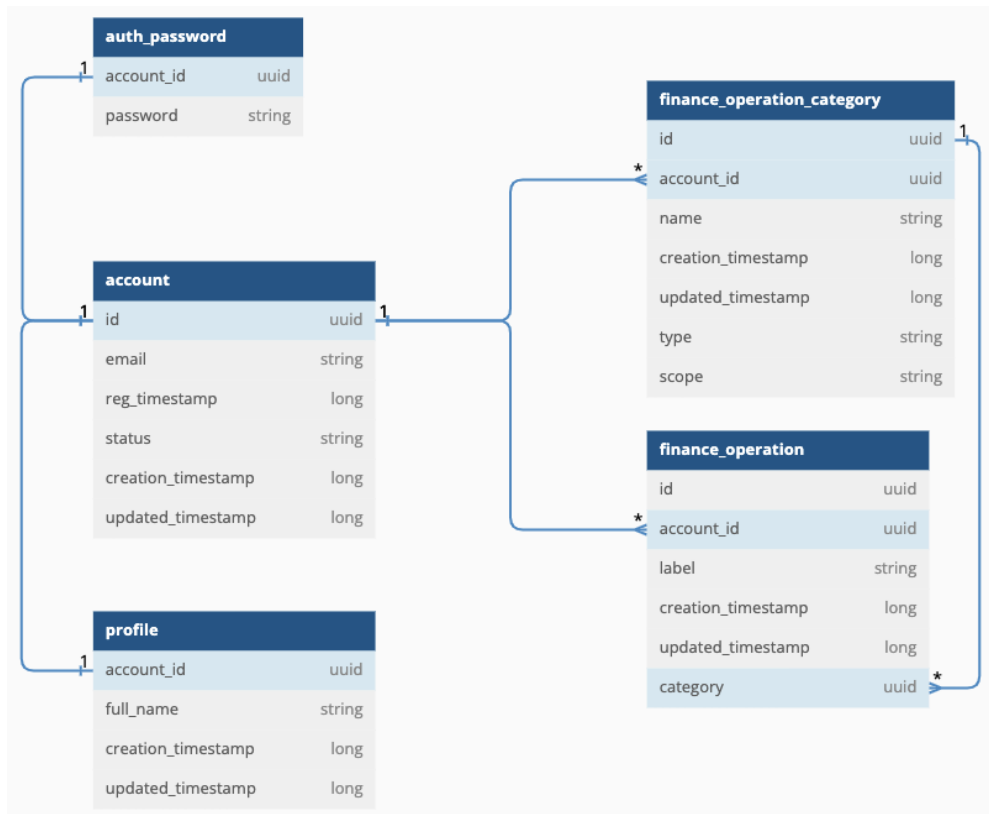 auth_password
1
account_id uuid
password string
account
1 id uuid 1
email string
reg_timestamp long
status string
creation_timestamp long
updated_timestamp long
profile
1
account_id uuid
full_name string
creation_timestamp long
updated_timestamp long
finance_operation_category
id uuid 1
*
account_id uuid
name string
creation_timestamp long
updated_timestamp long
type string
scope string
finance_operation
id uuid
*
account_id uuid
label string
creation_timestamp long
updated_timestamp long
category uuid *